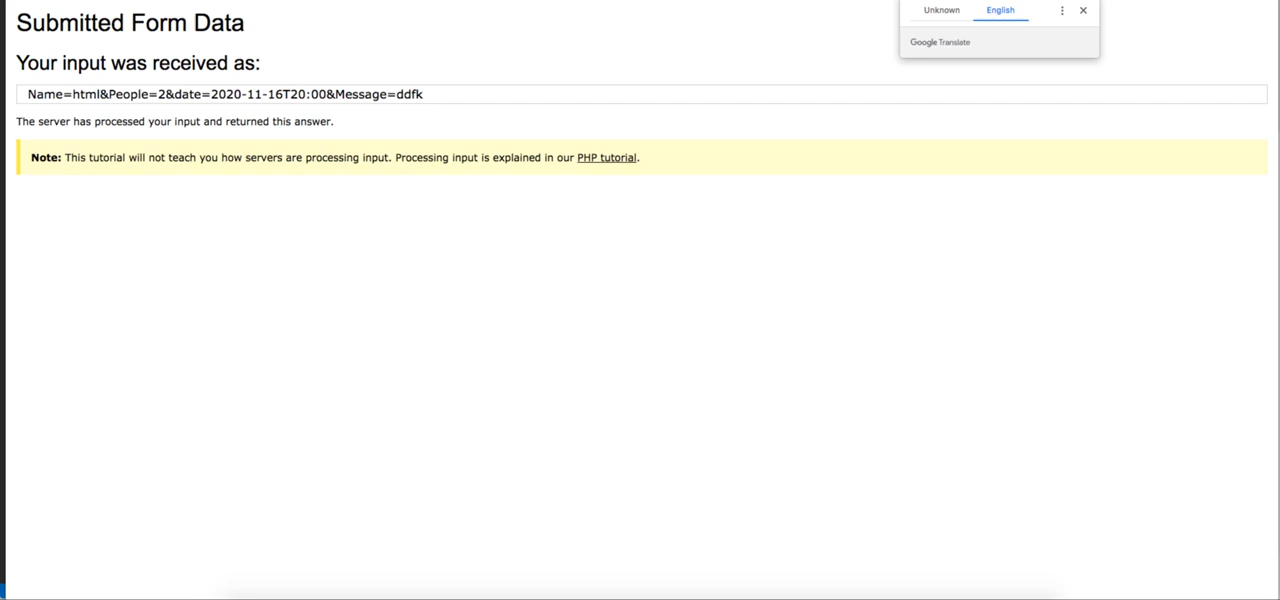 Submitted Form Data
Unknown English
Google Translate
Your input was received as:
Name=html&People=2&date=2020-11-16T20:00&Message=ddfk
The server has processed your input and returned this answer.
Note: This tutorial will not teach you how servers are processing input. Processing input is explained in our PHP tutorial.